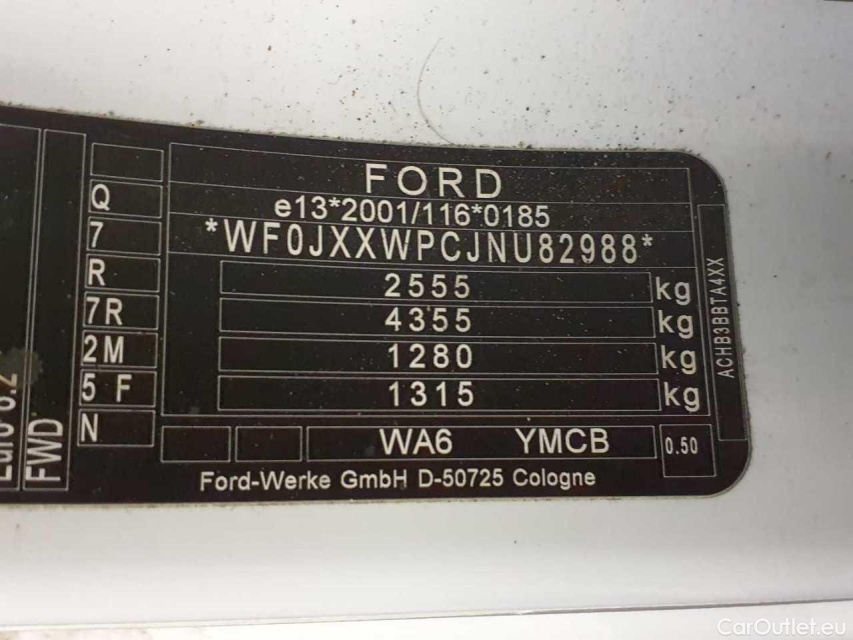 FORD
e13*2001/116*0185
*WF0JXXWPCJNU82988*
2555 kg
4355 kg
1280 kg
1315 kg
WA6 YMCB 0.50
Ford-Werke GmbH D-50725 Cologne
Q
7
R
7R
2M
5 F
N
FWD
ACHB3BBTA4XX
CarOutlet.eu